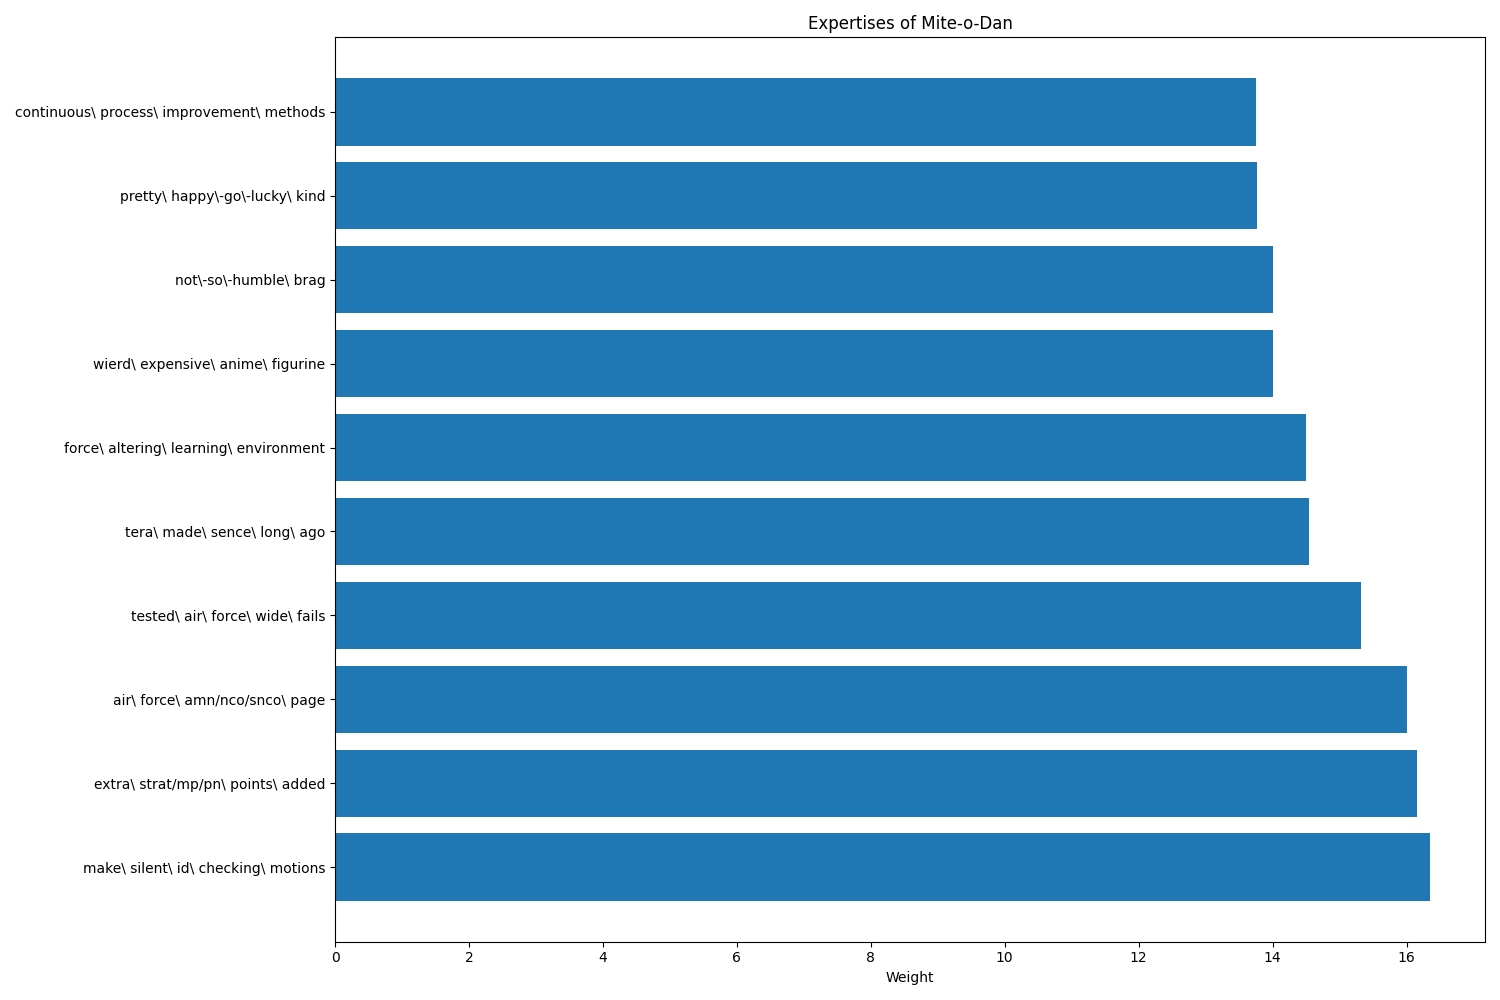 Expertises of Mite-o-Dan
continuous\ process\ improvement\ methods
pretty\ happy\-go\-lucky\ kind
not\-so\-humble\ brag
wierd\ expensive\ anime\ figurine
force\ altering\ learning\ environment
tera\ made\ sence\ long\ ago
tested\ air\ force\ wide\ fails
air\ force\ amn/nco/snco\ page
extra\ strat/mp/pn\ points\ added
make\ silent\ id\ checking\ motions
0 2 4 6 8 10 12 14 16
Weight